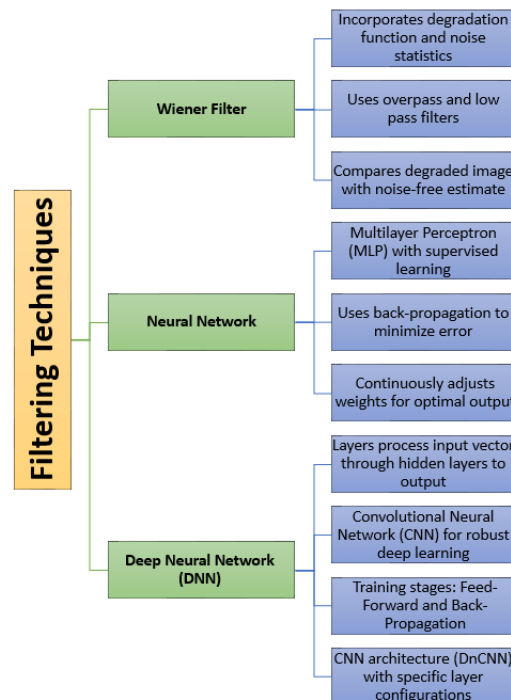 Filtering Techniques
Wiener Filter
Incorporates degradation
function and noise
statistics
Uses overpass and low
pass filters
Compares degraded image
with noise-free estimate
Neural Network
Multilayer Perceptron
(MLP) with supervised
learning
Uses back-propagation to
minimize error
Continuously adjusts
weights for optimal output
Deep Neural Network
(DNN)
Layers process input vector
through hidden layers to
output
Convolutional Neural
Network (CNN) for robust
deep learning
Training stages: Feed-
Forward and Back-
Propagation
CNN architecture (DnCNN)
with specific layer
configurations